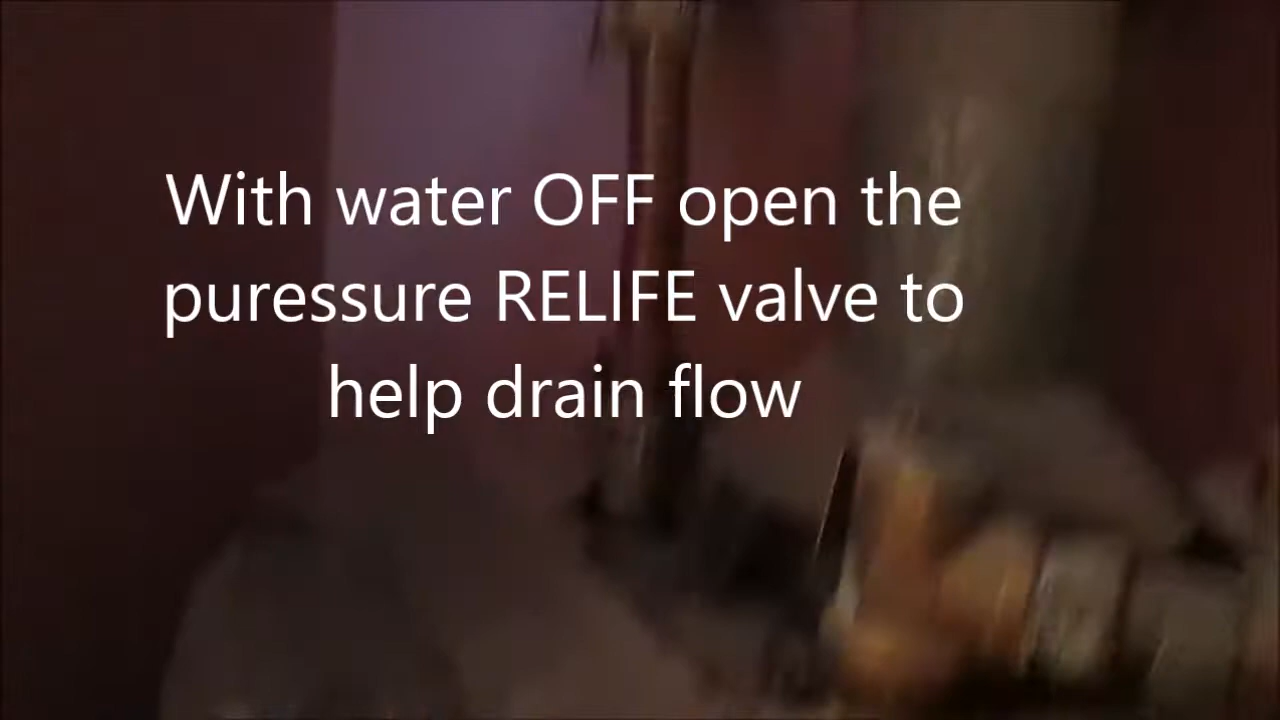 With water OFF open the
puressure RELIFE valve to
help drain flow